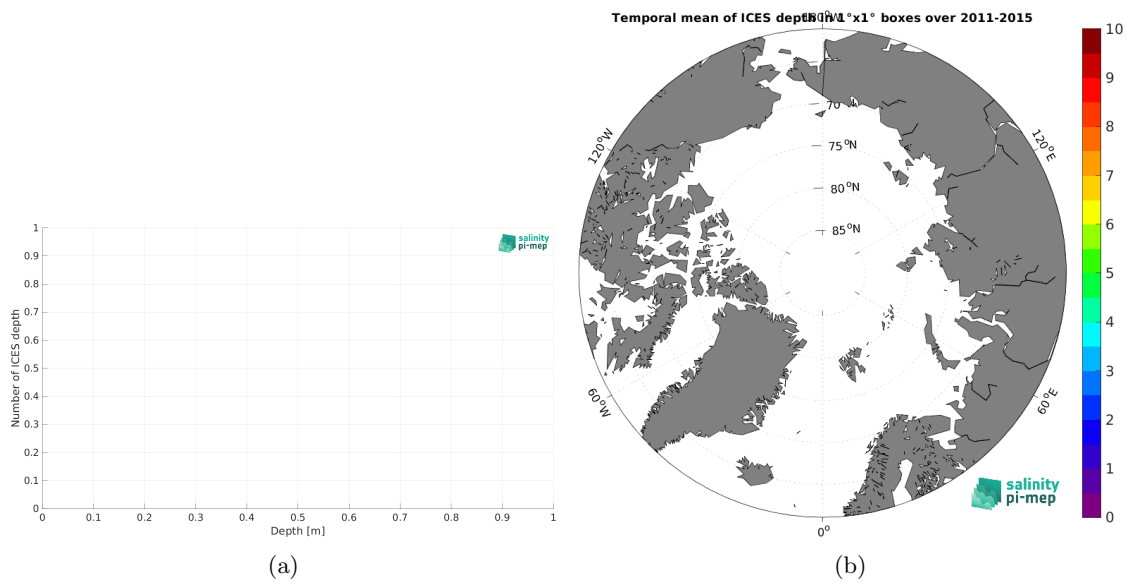 Temporal mean of ICES depth in 1°x1° boxes over 2011-2015
180°W
120°W
120°E
60°W
60°E
0°
70°N
75°N
80°N
85°N
10
9
8
7
6
5
4
3
2
1
0
salinity
pi-mep
Number of ICES depth
1
0.9
0.8
0.7
0.6
0.5
0.4
0.3
0.2
0.1
0
0
0.1
0.2
0.3
0.4
0.5
0.6
0.7
0.8
0.9
1
Depth [m]
salinity
pi-mep
(a)
(b)